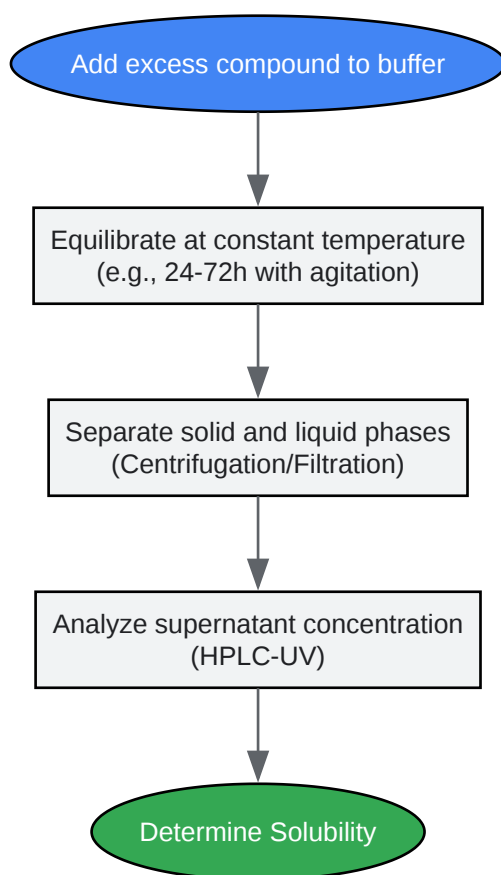 Add excess compound to buffer
Equilibrate at constant temperature
(e.g., 24-72h with agitation)
Separate solid and liquid phases
(Centrifugation/Filtration)
Analyze supernatant concentration
(HPLC-UV)
Determine Solubility